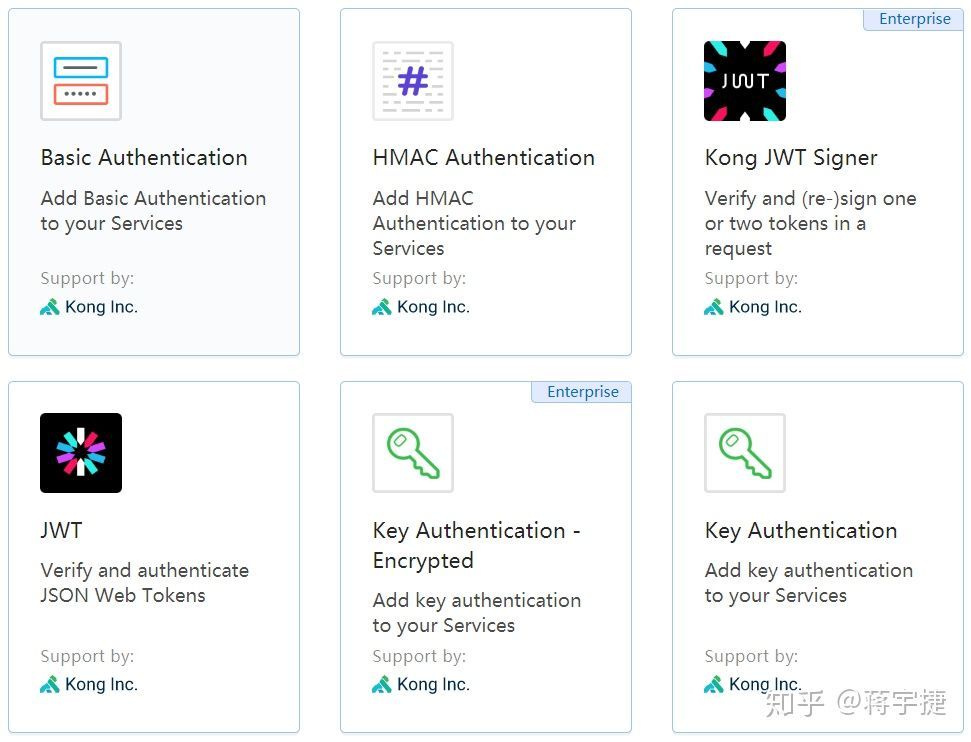 Basic Authentication
Add Basic Authentication
to your Services
Support by:
Kong Inc.
HMAC Authentication
Add HMAC
Authentication to your
Services
Support by:
Kong Inc.
Enterprise
JWT
Kong JWT Signer
Verify and (re-)sign one
or two tokens in a
request
Support by:
Kong Inc.
JWT
Verify and authenticate
JSON Web Tokens
Support by:
Kong Inc.
Enterprise
Key Authentication -
Encrypted
Add key authentication
to your Services
Support by:
Kong Inc.
Key Authentication
Add key authentication
to your Services
Support by:
Kong Inc.
知乎 @蒋宇捷